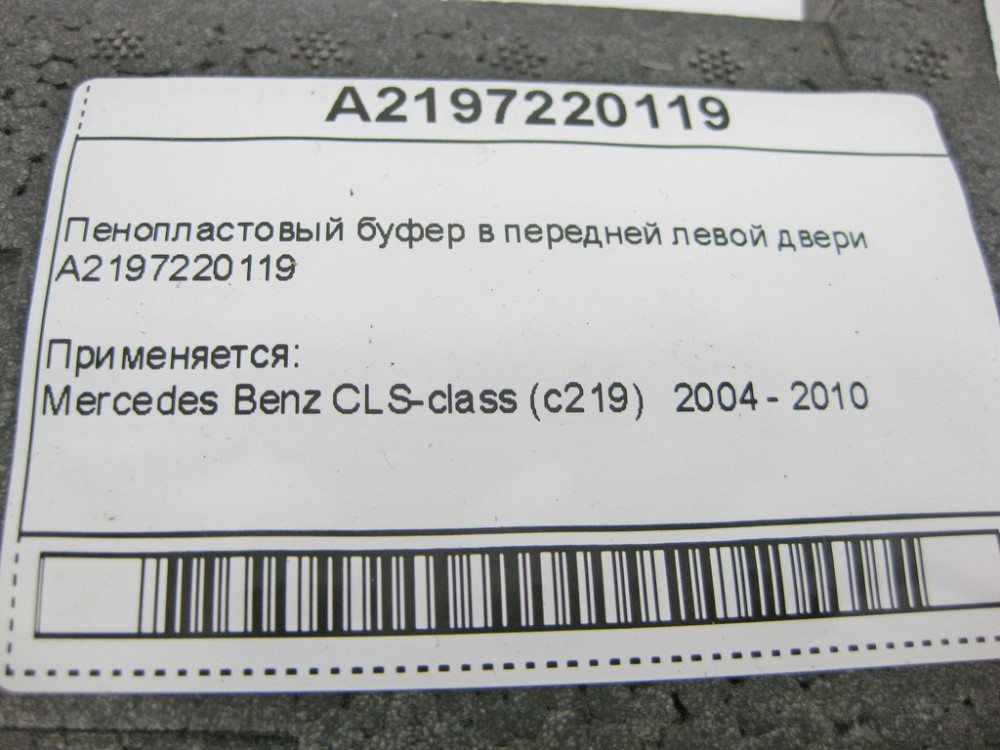 A2197220119
Пенопластовый буфер в передней левой двери
A2197220119
Применяется:
Mercedes Benz CLS-class (c219) 2004 - 2010